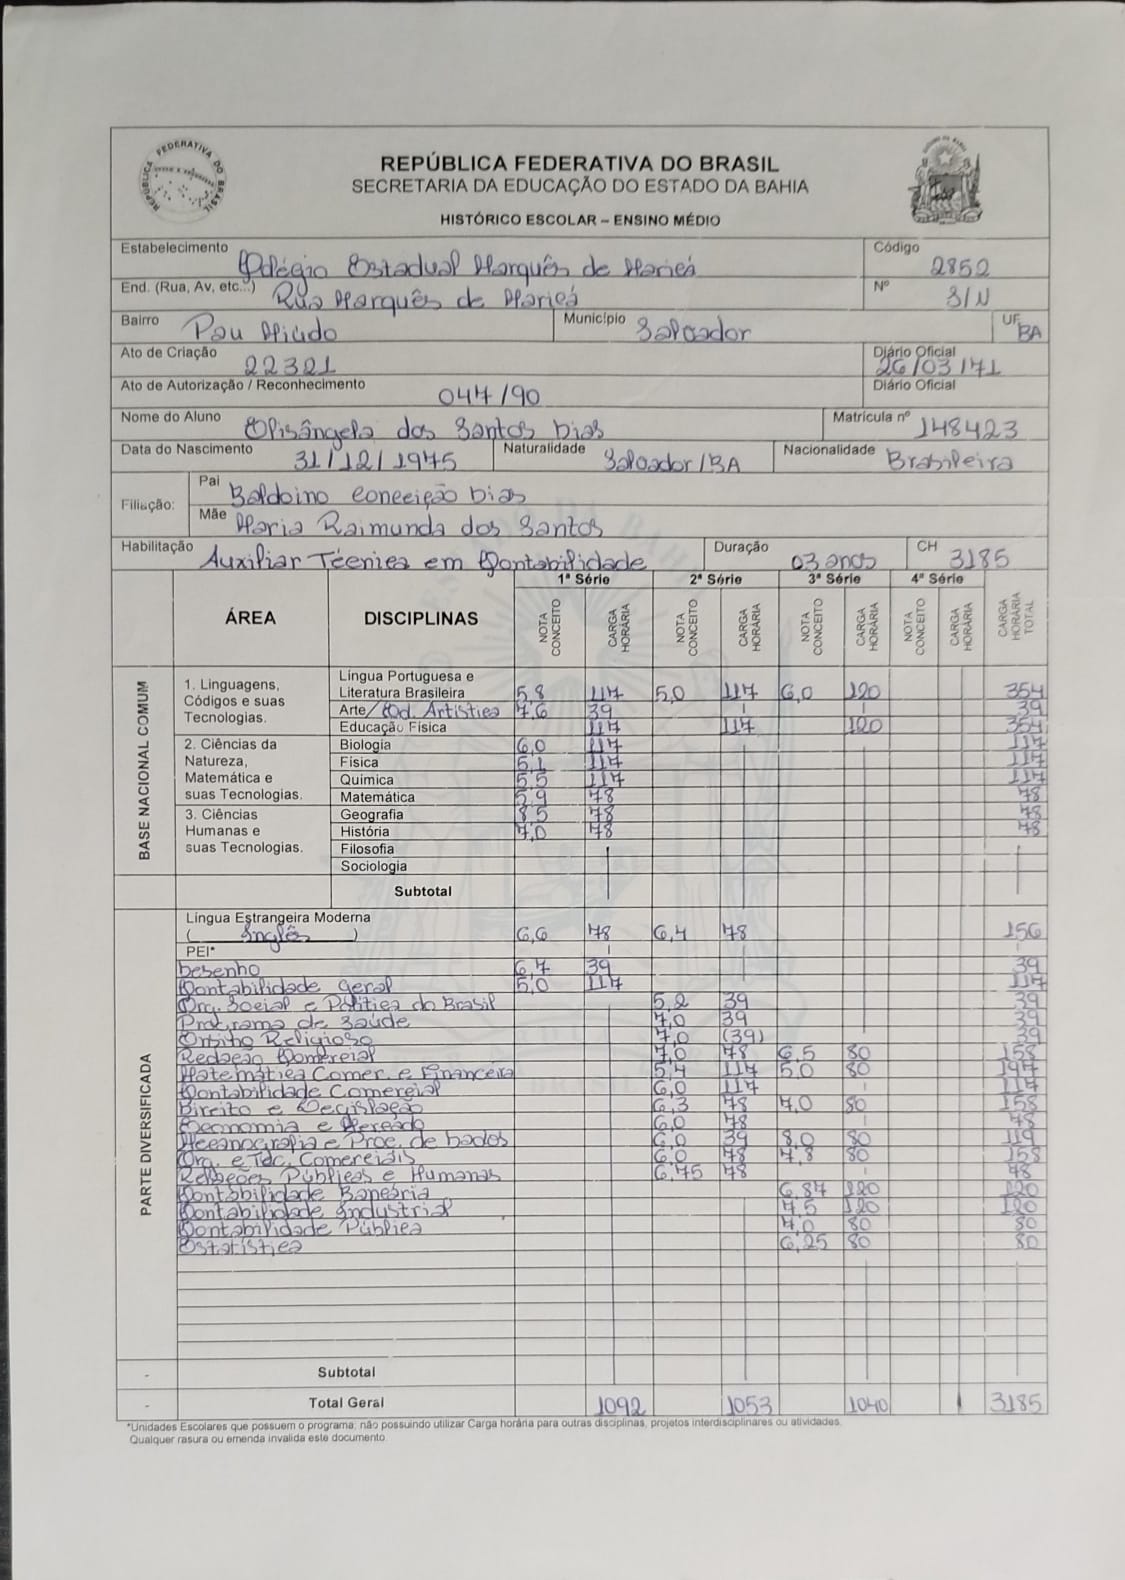 REPÚBLICA FEDERATIVA DO BRASIL
SECRETARIA DA EDUCAÇÃO DO ESTADO DA BAHIA
HISTÓRICO ESCOLAR – ENSINO MÉDIO
REPÚBLICA FEDERATIVA DO BRASIL
Estabelecimento Colégio Estadual Marquês de Maricá Código 2852
End. (Rua, Av, etc...) Rua Marquês de Maricá Nº S/N
Bairro Pau Miúdo Município Salvador UF BA
Ato de Criação 22321 Diário Oficial 26/03/71
Ato de Autorização / Reconhecimento 047/90 Diário Oficial
Nome do Aluno Elisângela dos Santos Dias Matrícula nº 148423
Data do Nascimento 31/12/1975 Naturalidade Salvador/BA Nacionalidade Brasileira
Filiação: Pai Baldoino Conceição Dias
Mãe Maria Raimunda dos Santos
Habilitação Auxiliar Técnico em Contabilidade Duração 03 anos CH 3185
1ª Série 2ª Série 3ª Série 4ª Série
ÁREA DISCIPLINAS NOTA CONCEITO CARGA HORÁRIA NOTA CONCEITO CARGA HORÁRIA NOTA CONCEITO CARGA HORÁRIA NOTA CONCEITO CARGA HORÁRIA CARGA HORÁRIA TOTAL
BASE NACIONAL COMUM
1. Linguagens, Códigos e suas Tecnologias.
Língua Portuguesa e
Literatura Brasileira 5,8 117 5,0 117 6,0 120 354
Arte/Ed. Artística 7,6 39 - - 39
Educação Física 117 117 120 354
2. Ciências da Natureza, Matemática e suas Tecnologias.
Biologia 6,0 117 117
Física 5,1 117 117
Química 5,5 117 117
Matemática 5,9 78 78
3. Ciências Humanas e suas Tecnologias.
Geografia 8,5 78 78
História 7,0 78 78
Filosofia
Sociologia
Subtotal
PARTE DIVERSIFICADA
Língua Estrangeira Moderna
( Inglês ) 6,6 78 6,4 78 156
PEI* - -
Desenho 6,7 39 39
Contabilidade Geral 5,0 117 117
Org. Social e Política do Brasil 5,2 39 39
Programa de Saúde 7,0 39 39
Ensino Religioso 7,0 (39) 39
Redação Comercial 7,0 78 6,5 80 158
Matemática Comer. e Financeira 5,4 117 5,0 80 197
Contabilidade Comercial 6,0 117 - 117
Direito e Legislação 6,3 78 7,0 80 158
Economia e Mercado 6,0 78 - 78
Mecanografia e Proc. de Dados 6,0 39 8,0 80 119
Org. e Téc. Comerciais 6,0 78 7,8 80 158
Relações Públicas e Humanas 6,75 78 - 78
Contabilidade Bancária 6,87 120 120
Contabilidade Industrial 7,5 120 120
Contabilidade Pública 7,0 80 80
Estatística 6,25 80 80
- Subtotal
- Total Geral 1092 1053 1040 3185
*Unidades Escolares que possuem o programa; não possuindo utilizar Carga horária para outras disciplinas, projetos interdisciplinares ou atividades.
Qualquer rasura ou emenda invalida este documento.